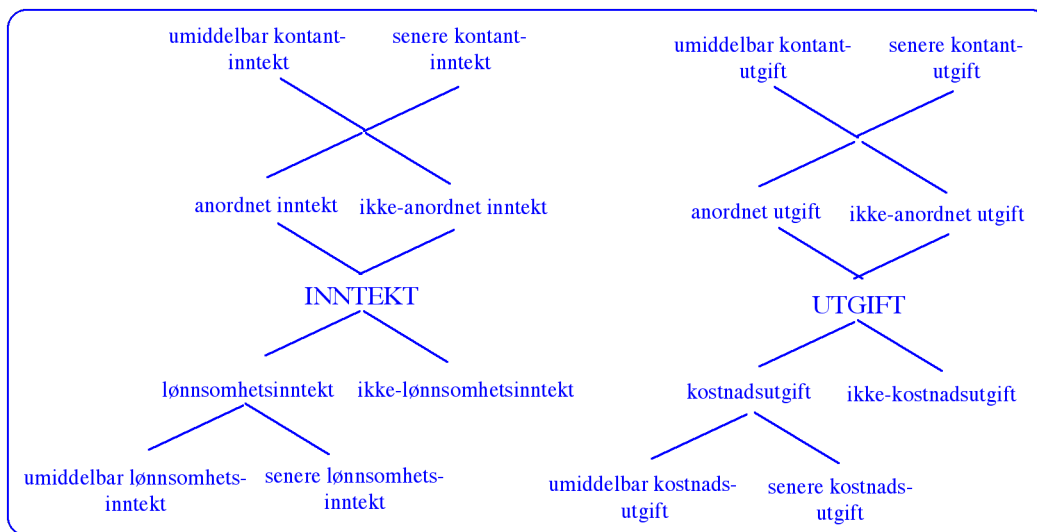 umiddelbar kontant-
inntekt
senere kontant-
inntekt
anordnet inntekt
ikke-anordnet inntekt
INNTEKT
lønnsomhetsinntekt
ikke-lønnsomhetsinntekt
umiddelbar lønnsomhets-
inntekt
senere lønnsomhets-
inntekt
umiddelbar kontant-
utgift
senere kontant-
utgift
anordnet utgift
ikke-anordnet utgift
UTGIFT
kostnadsutgift
ikke-kostnadsutgift
umiddelbar kostnads-
utgift
senere kostnads-
utgift